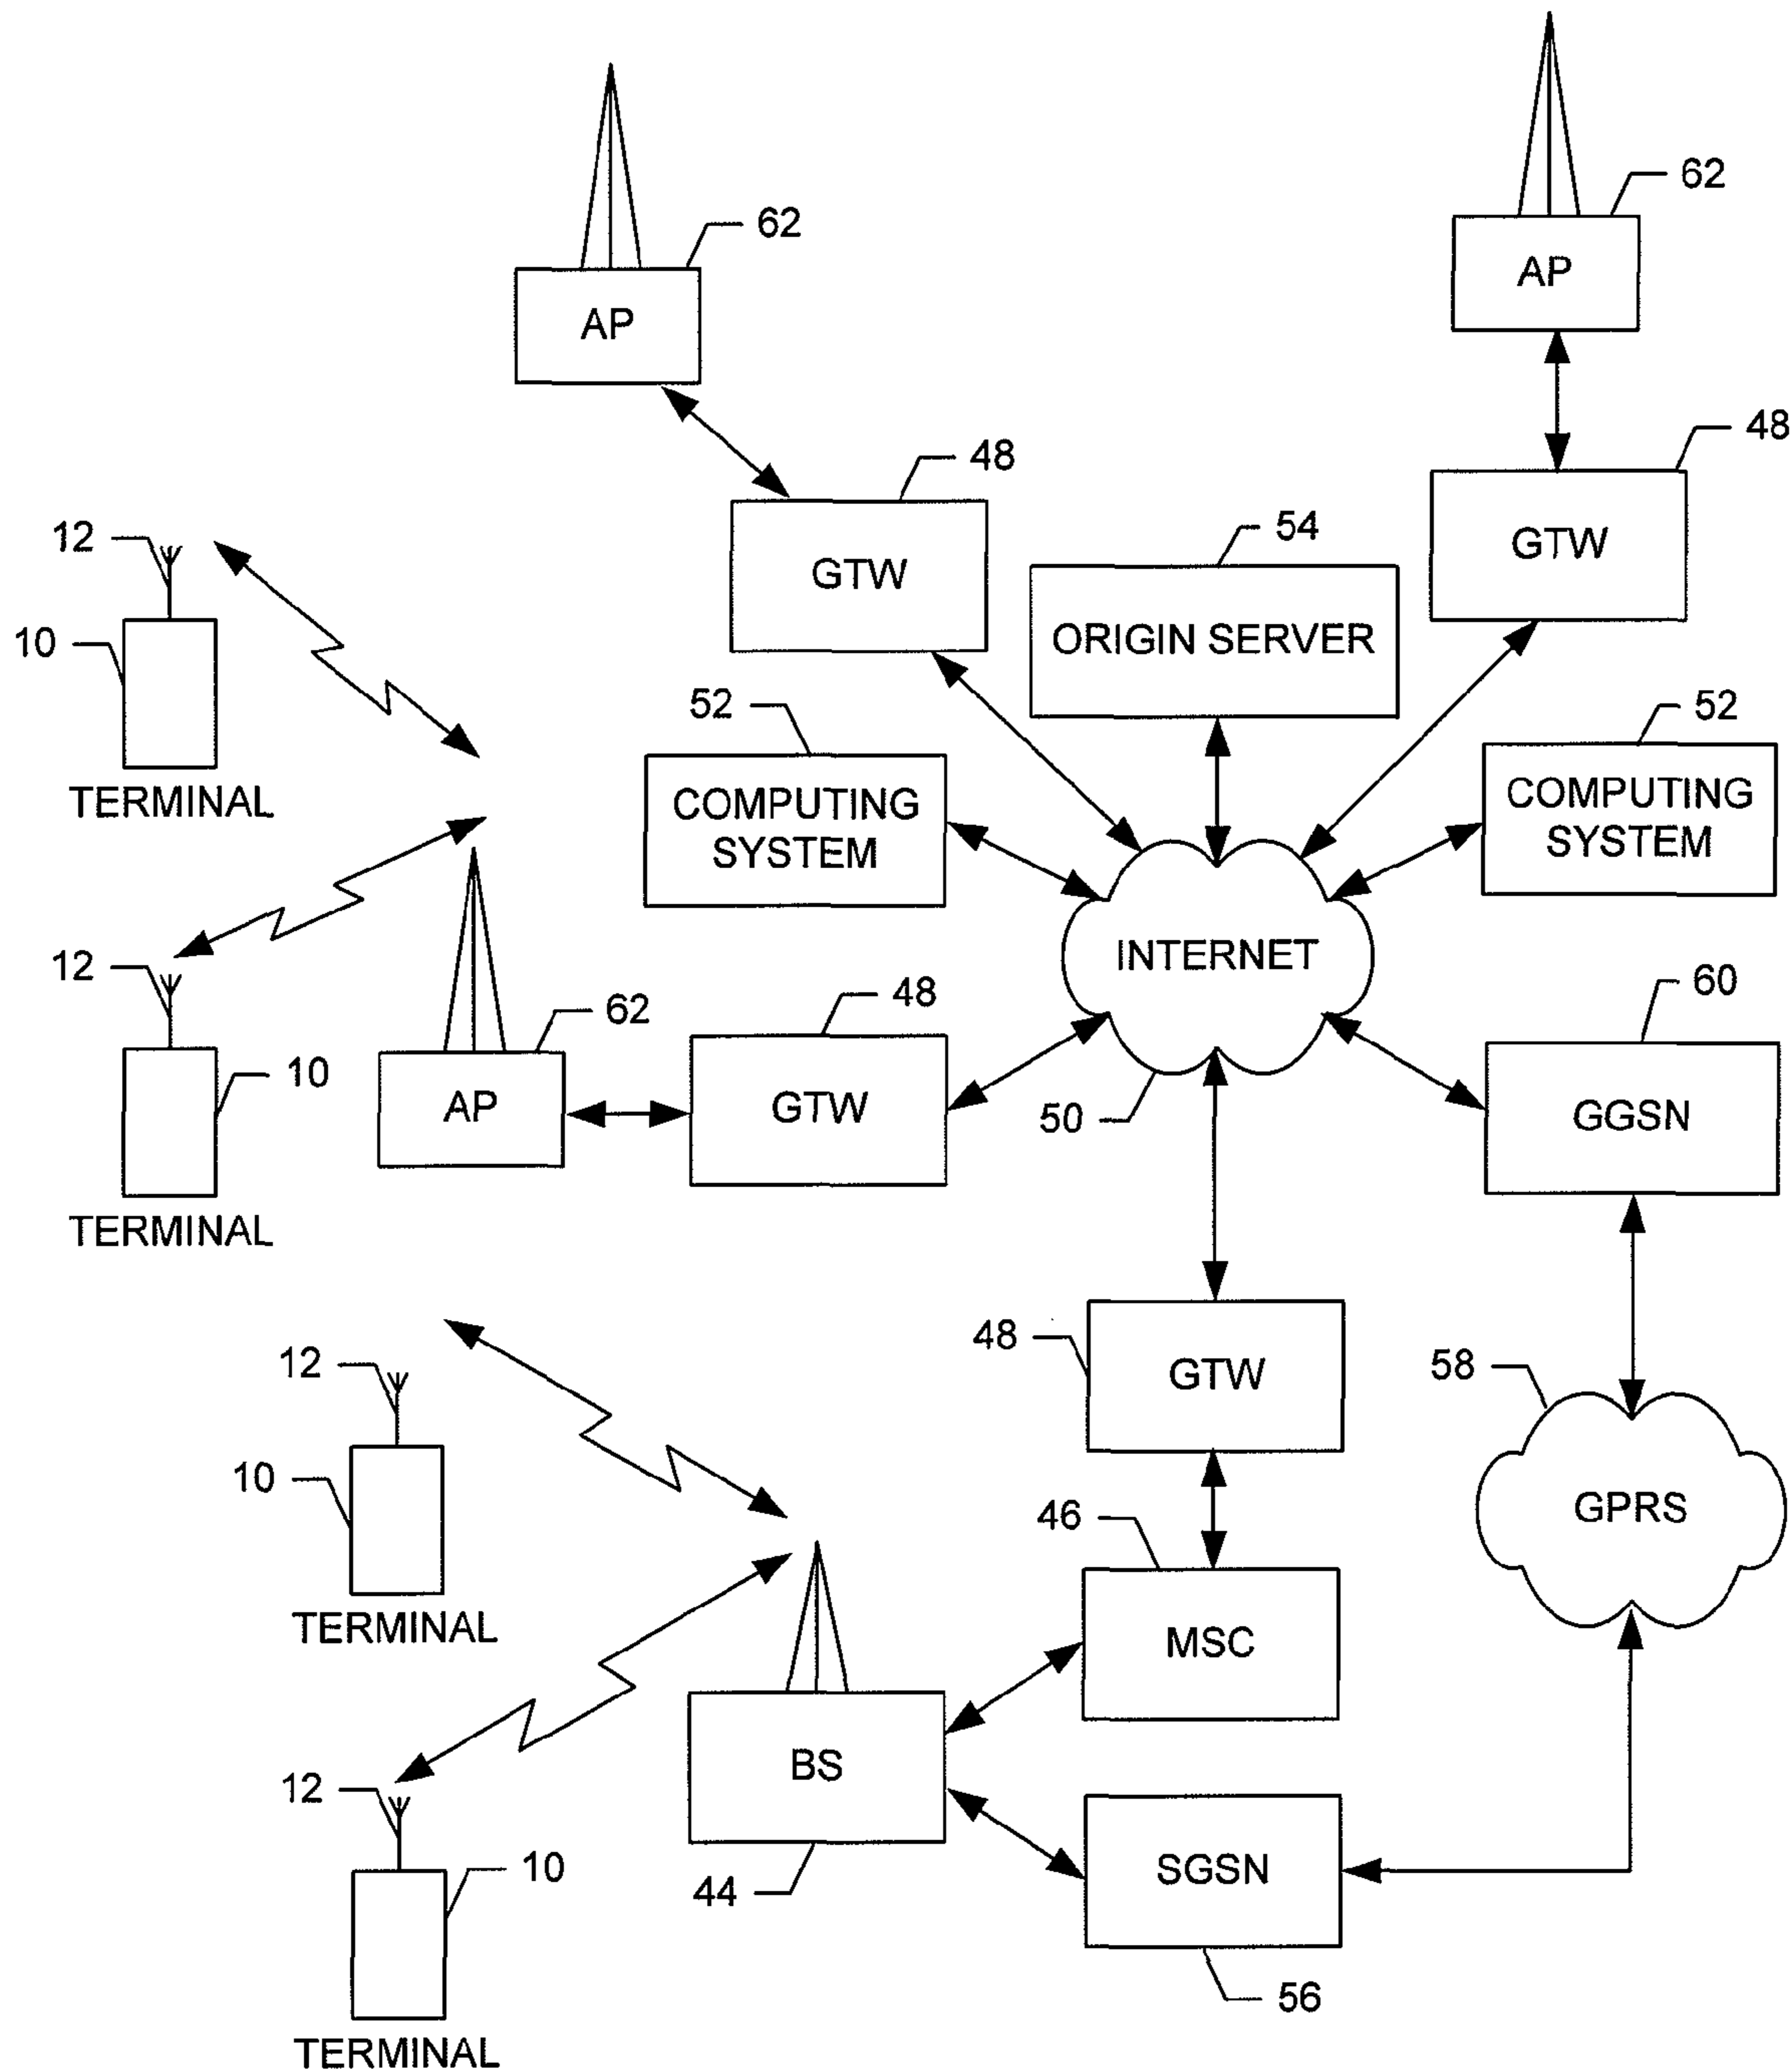 62
62
AP
AP
48
48
12
54
GTW
GTW
10
ORIGIN SERVER
52
52
TERMINAL
COMPUTING
SYSTEM
COMPUTING
SYSTEM
12
INTERNET
62
48
60
10
AP
GTW
50
GGSN
TERMINAL
12
48
GTW
58
10
46
GPRS
TERMINAL
MSC
BS
12
10
44
SGSN
56
TERMINAL